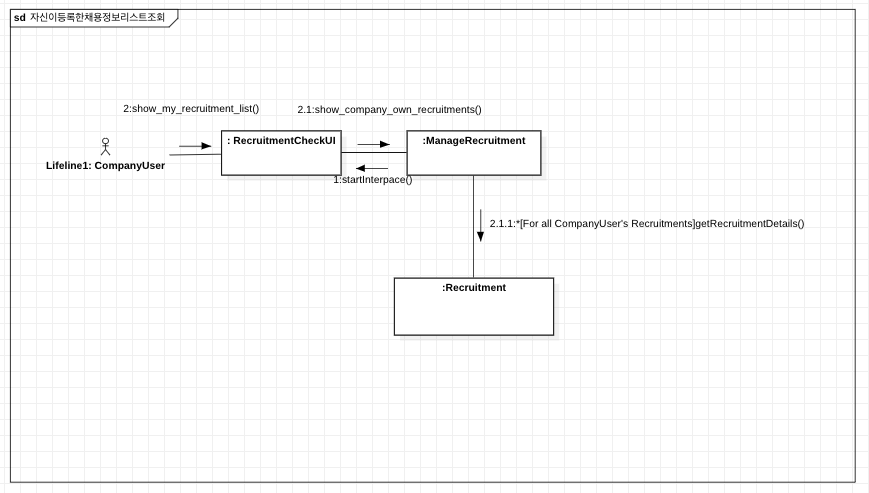 sd 자신이등록한채용정보리스트조회
2:show_my_recruitment_list()
2.1:show_company_own_recruitments()
: RecruitmentCheckUI
:ManageRecruitment
Lifeline1: CompanyUser
1:startInterpace()
2.1.1:*[For all CompanyUser's Recruitments]getRecruitmentDetails()
:Recruitment